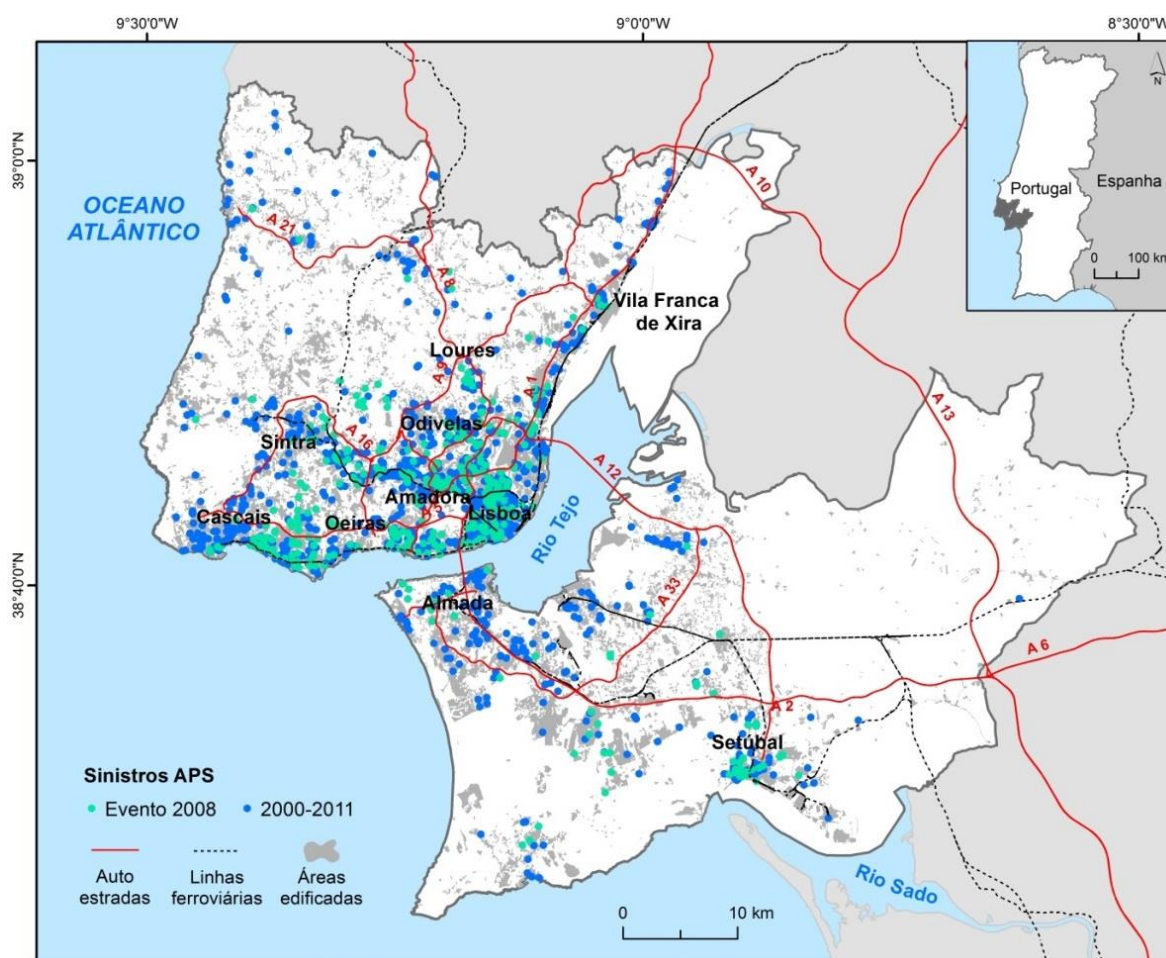 9°30'0"W
9°0'0"W
8°30'0"W
N
39°0'0"N
38°40'0"N
Portugal
Espanha
0 100 km
OCEANO
ATLÂNTICO
A 21
A 8
A 10
Vila Franca
de Xira
Loures
A 9
A 1
A 13
Odivelas
Sintra
A 16
A 12
Amadora
Lisboa
Cascais
Oeiras
A 5
Rio Tejo
Almada
A 33
A 6
A 2
Setúbal
Rio Sado
Sinistros APS
Evento 2008
2000-2011
Auto
estradas
Linhas
ferroviárias
Áreas
edificadas
0 10 km